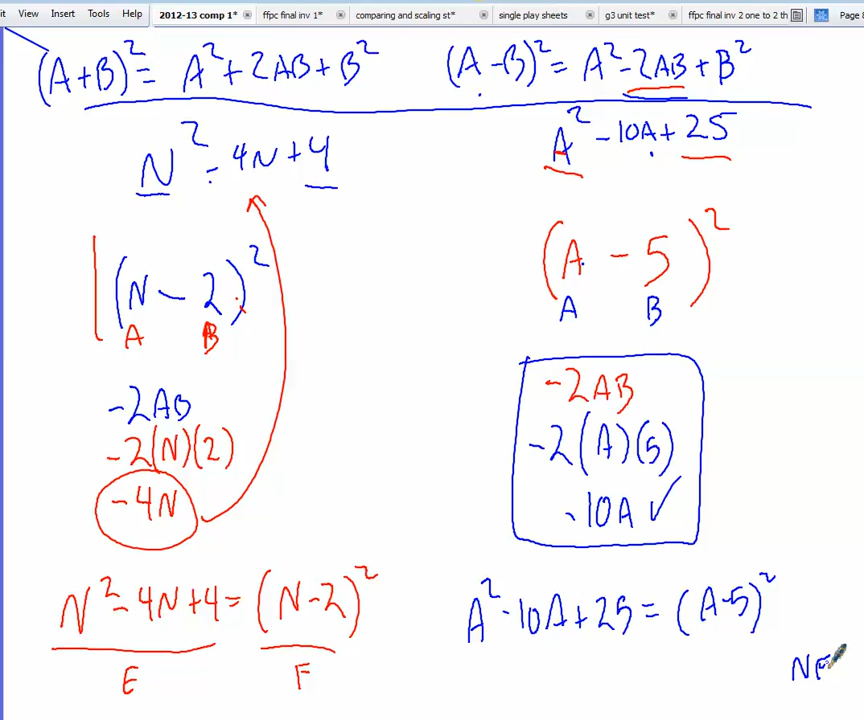 it View Insert Tools 2012-13 comp 1* ffpc final inv 1* comparing and scaling st* single play sheets g3 unit test* ffpc final inv 2 one to 2 th Page 8
(A+B)² = A² + 2AB + B² (A - B)² = A² - 2AB + B²
N² - 4N + 4 A² - 10A + 25
(N - 2)² (A - 5)²
A B A B
-2AB -2AB
-2(N)(2) -2(A)(5)
-4N -10A ✓
N² - 4N + 4 = (N - 2)² A² - 10A + 25 = (A - 5)²
E F